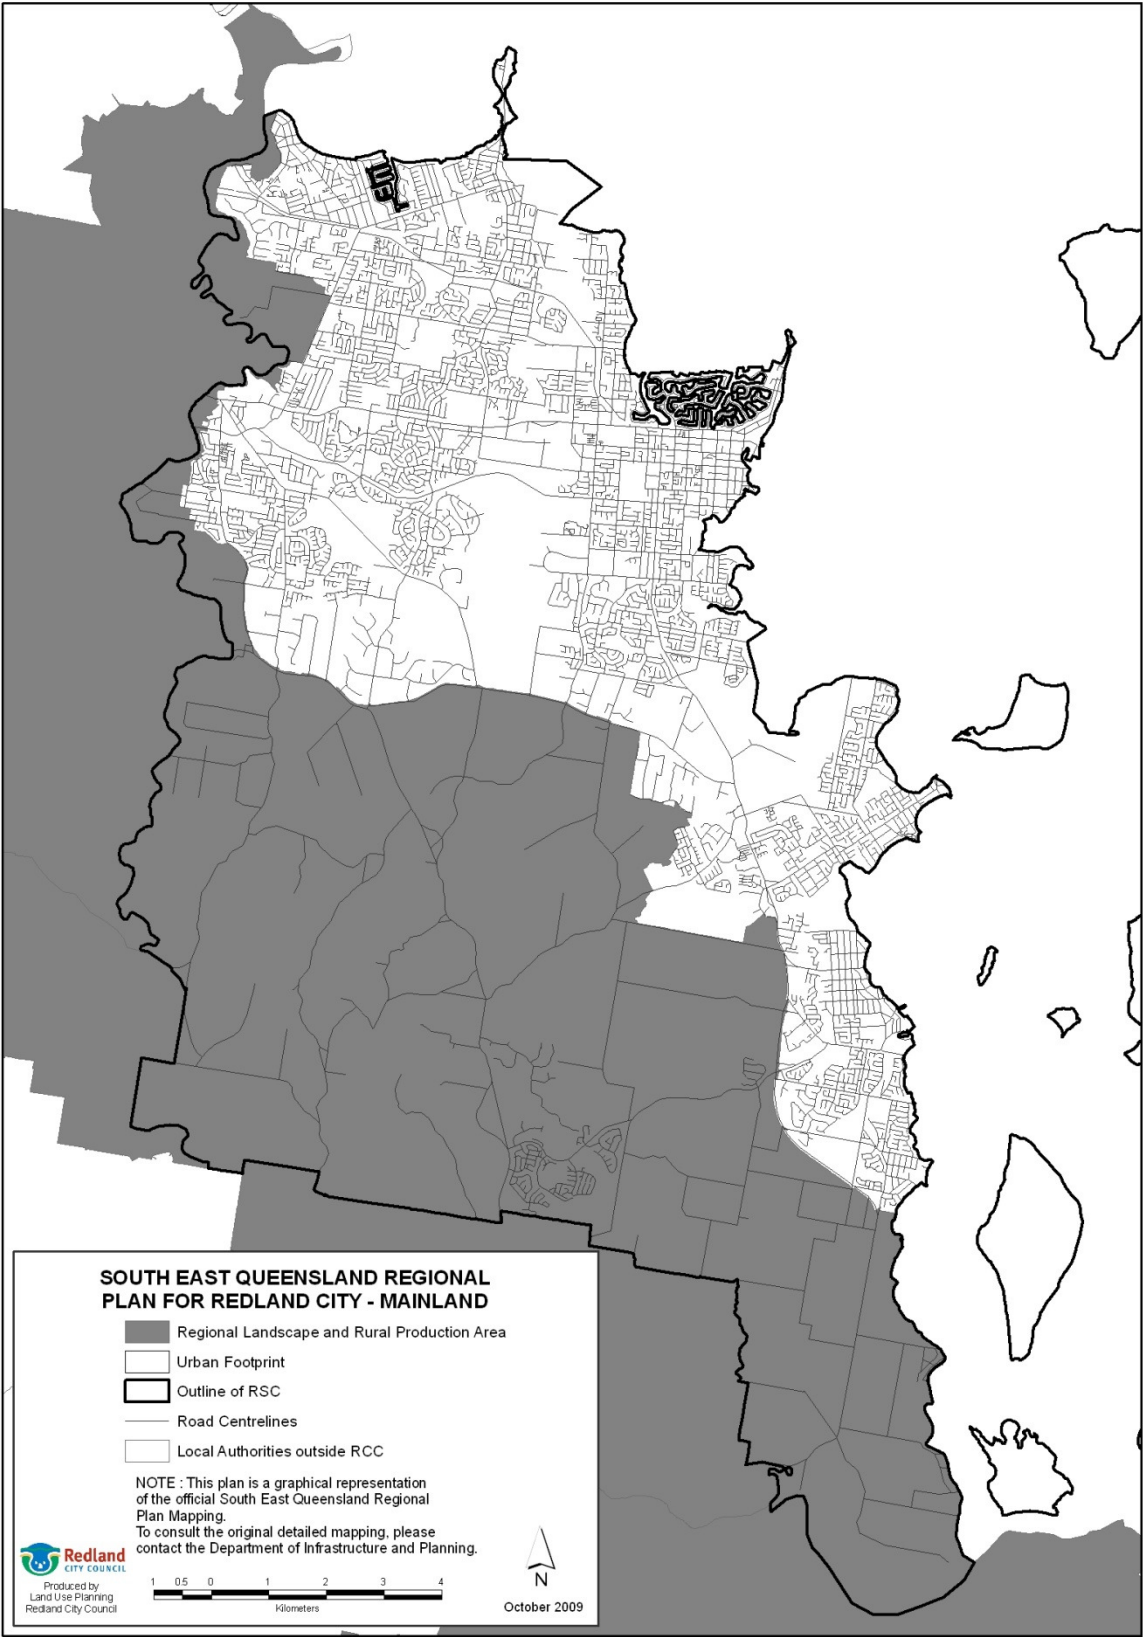 SOUTH EAST QUEENSLAND REGIONAL
PLAN FOR REDLAND CITY - MAINLAND
Regional Landscape and Rural Production Area
Urban Footprint
Outline of RSC
Road Centrelines
Local Authorities outside RCC
NOTE : This plan is a graphical representation
of the official South East Queensland Regional
Plan Mapping.
To consult the original detailed mapping, please
contact the Department of Infrastructure and Planning.
Redland
CITY COUNCIL
Produced by
Land Use Planning
Redland City Council
1 0.5 0 1 2 3 4
Kilometers
N
October 2009